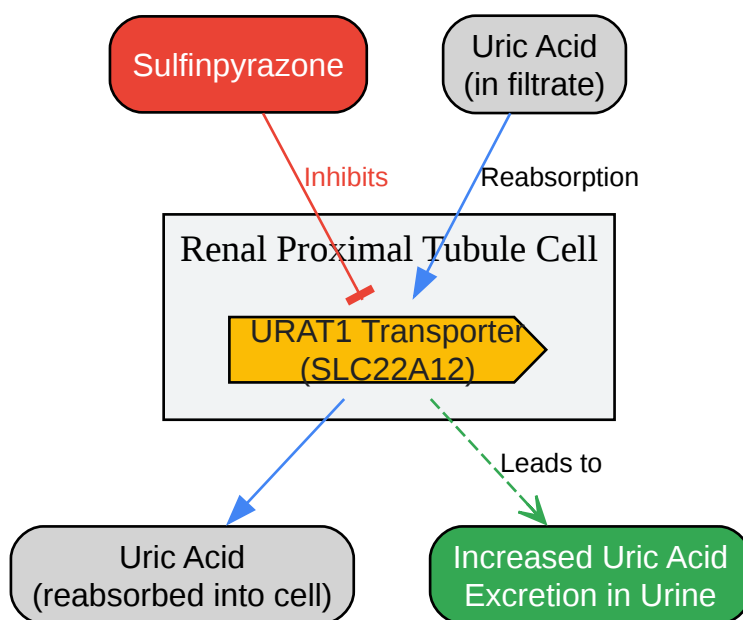 Sulfinpyrazone
Uric Acid
(in filtrate)
Inhibits
Reabsorption
Renal Proximal Tubule Cell
URAT1 Transporter
(SLC22A12)
Leads to
Uric Acid
(reabsorbed into cell)
Increased Uric Acid
Excretion in Urine